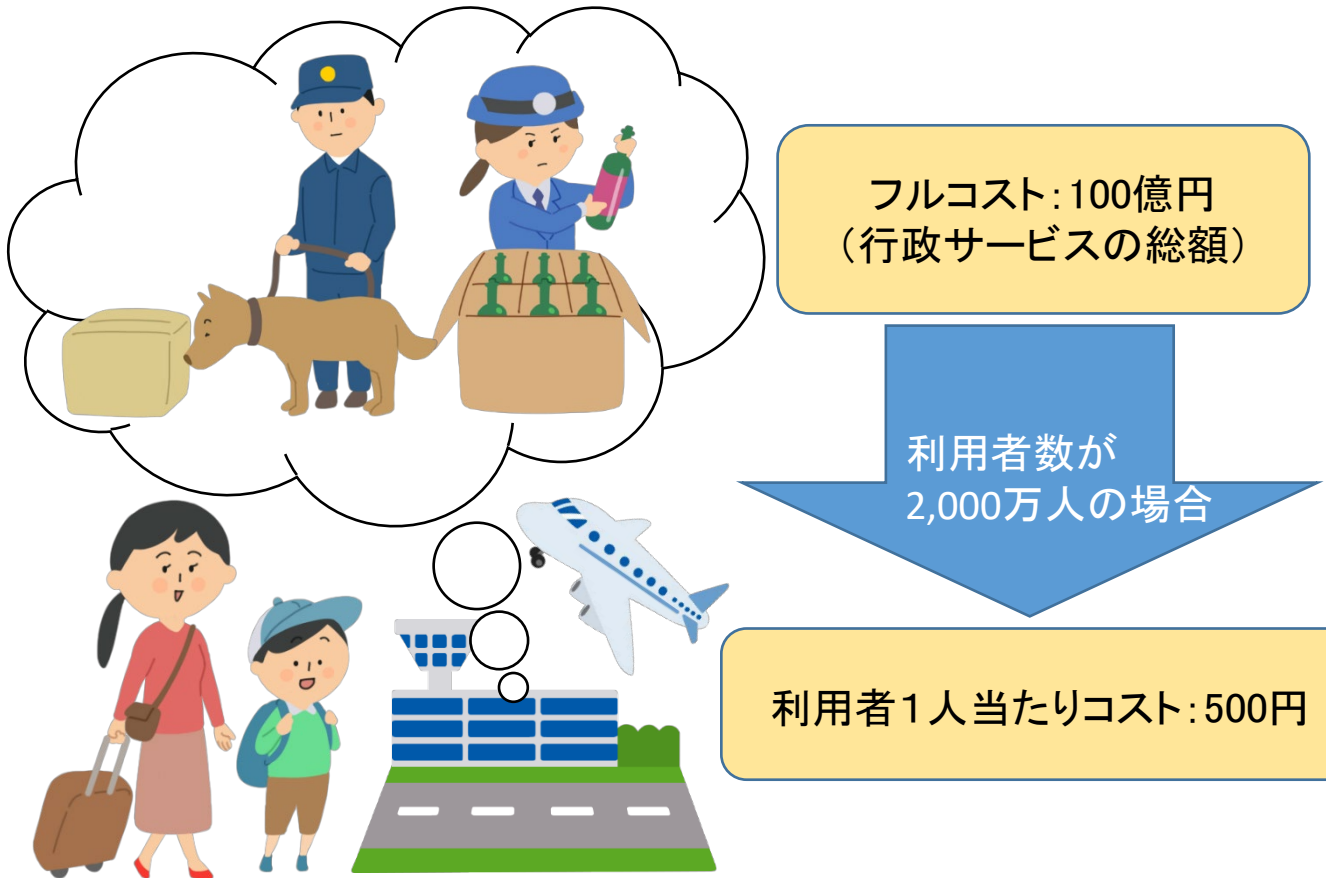 フルコスト：100億円
（行政サービスの総額）
利用者数が
2,000万人の場合
利用者１人当たりコスト：500円